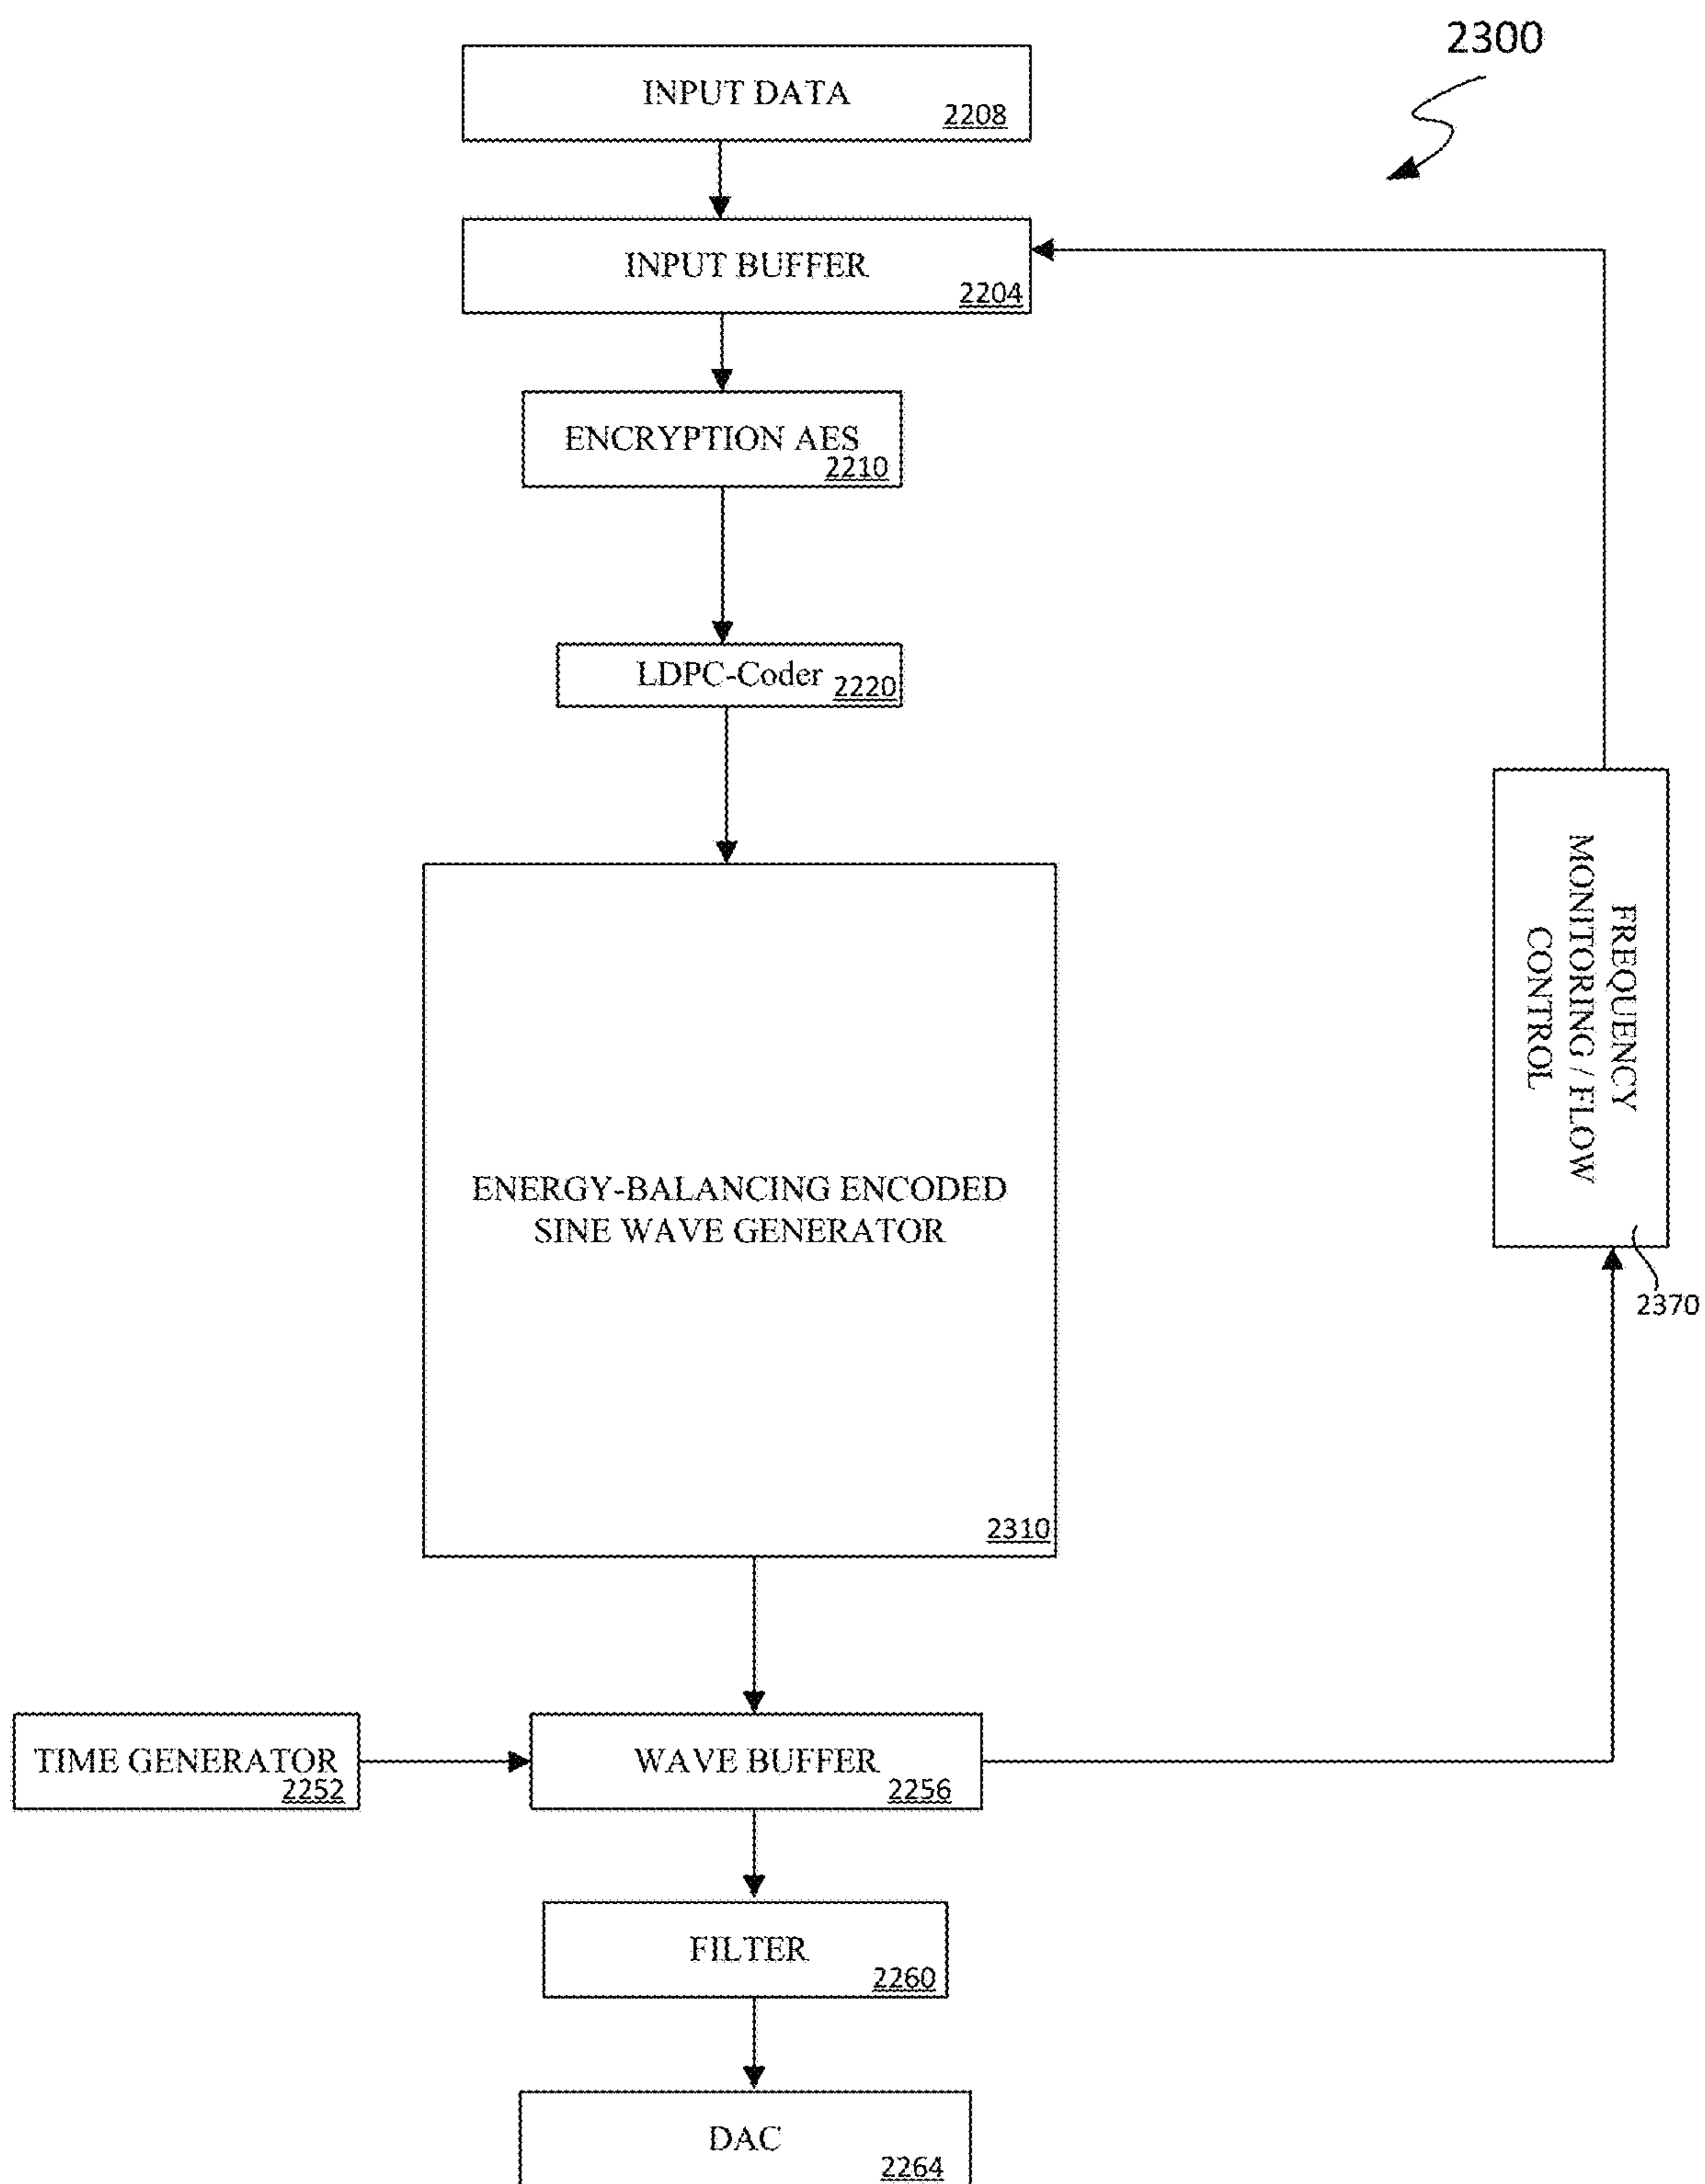 2300
INPUT DATA
2208
INPUT BUFFER
2204
ENCRYPTION AES
2210
LDPC-Coder 2220
FREQUENCY
MONITORING / FLOW
CONTROL
2370
ENERGY-BALANCING ENCODED
SINE WAVE GENERATOR
2310
TIME GENERATOR
2252
WAVE BUFFER
2256
FILTER
2260
DAC
2264